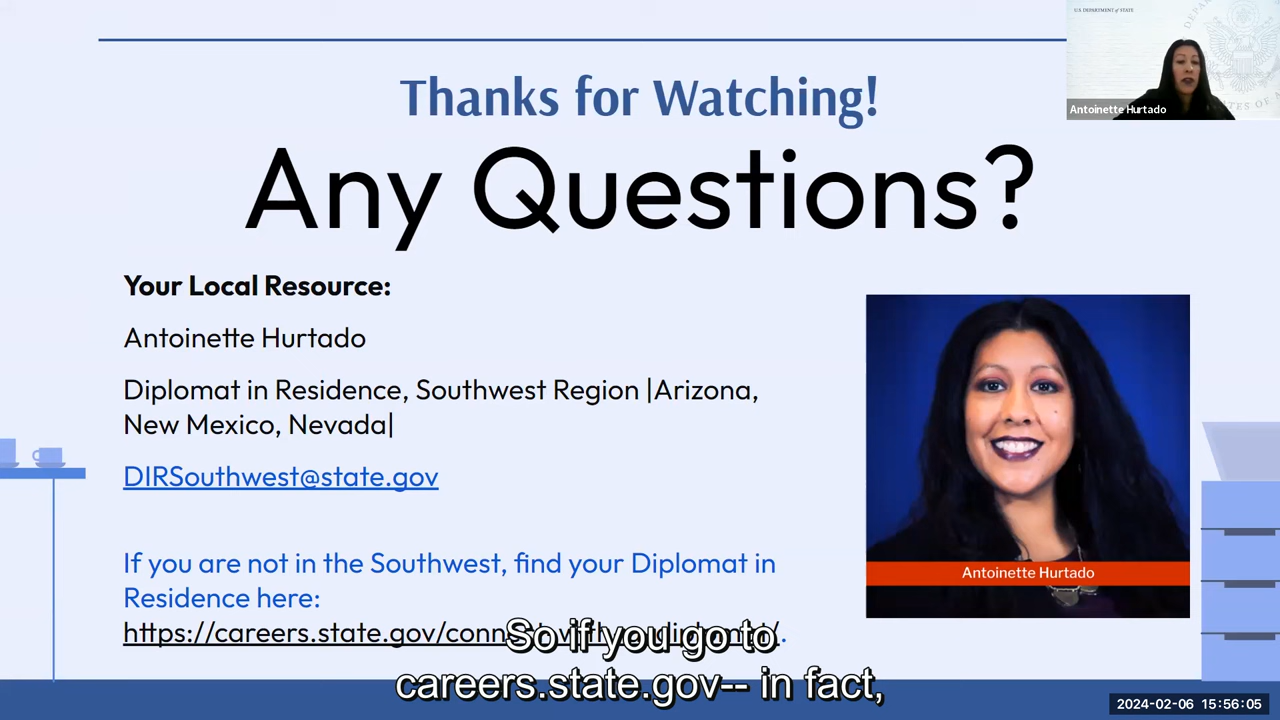 U.S. DEPARTMENT of STATE
Antoinette Hurtado
Thanks for Watching!
Any Questions?
Your Local Resource:
Antoinette Hurtado
Diplomat in Residence, Southwest Region |Arizona,
New Mexico, Nevada|
DIRSouthwest@state.gov
If you are not in the Southwest, find your Diplomat in
Residence here:
https://careers.state.gov/conn
Antoinette Hurtado
So if you go to
careers.state.gov-- in fact,
2024-02-06 15:56:05